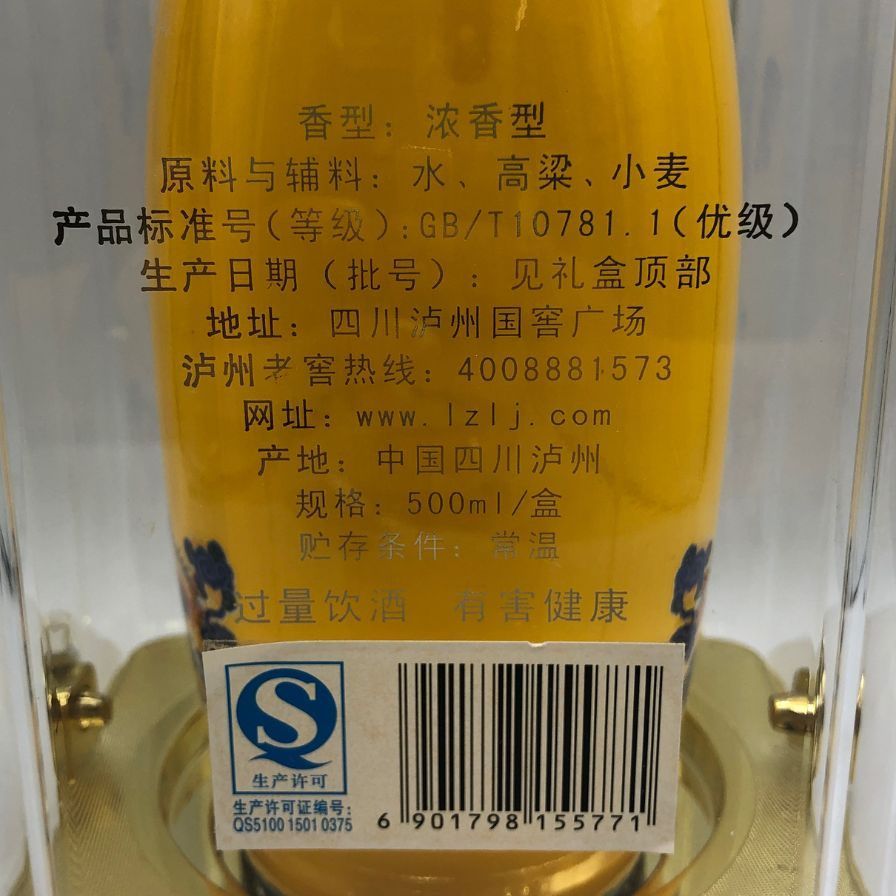 香型：浓香型
原料与辅料：水、高梁、小麦
产品标准号(等级):GB/T10781.1(优级)
生产日期（批号）：见礼盒顶部
地址：四川泸州国窖广场
泸州老窖热线：4008881573
网址：www.lzlj.com
产地：中国四川泸州
规格：500ml/盒
贮存条件：常温
过量饮酒 有害健康
生产许可
生产许可证编号：
QS5100 1501 0375
6 901798 155771